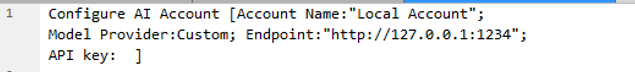 1 Configure AI Account [Account Name:"Local Account";
Model Provider:Custom; Endpoint:"http://127.0.0.1:1234";
API key:  ]